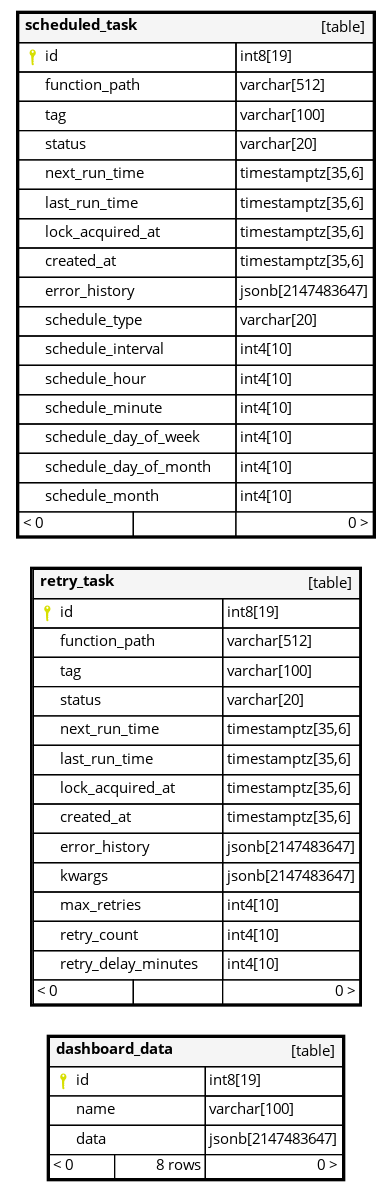 scheduled_task [table]
id int8[19]
function_path varchar[512]
tag varchar[100]
status varchar[20]
next_run_time timestamptz[35,6]
last_run_time timestamptz[35,6]
lock_acquired_at timestamptz[35,6]
created_at timestamptz[35,6]
error_history jsonb[2147483647]
schedule_type varchar[20]
schedule_interval int4[10]
schedule_hour int4[10]
schedule_minute int4[10]
schedule_day_of_week int4[10]
schedule_day_of_month int4[10]
schedule_month int4[10]
< 0 0 >
retry_task [table]
id int8[19]
function_path varchar[512]
tag varchar[100]
status varchar[20]
next_run_time timestamptz[35,6]
last_run_time timestamptz[35,6]
lock_acquired_at timestamptz[35,6]
created_at timestamptz[35,6]
error_history jsonb[2147483647]
kwargs jsonb[2147483647]
max_retries int4[10]
retry_count int4[10]
retry_delay_minutes int4[10]
< 0 0 >
dashboard_data [table]
id int8[19]
name varchar[100]
data jsonb[2147483647]
< 0 8 rows 0 >